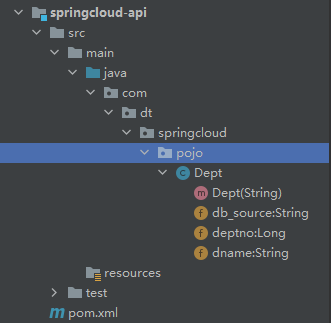 springcloud-api
src
main
java
com
dt
springcloud
pojo
C Dept
m Dept(String)
f db_source:String
f deptno:Long
f dname:String
resources
test
pom.xml